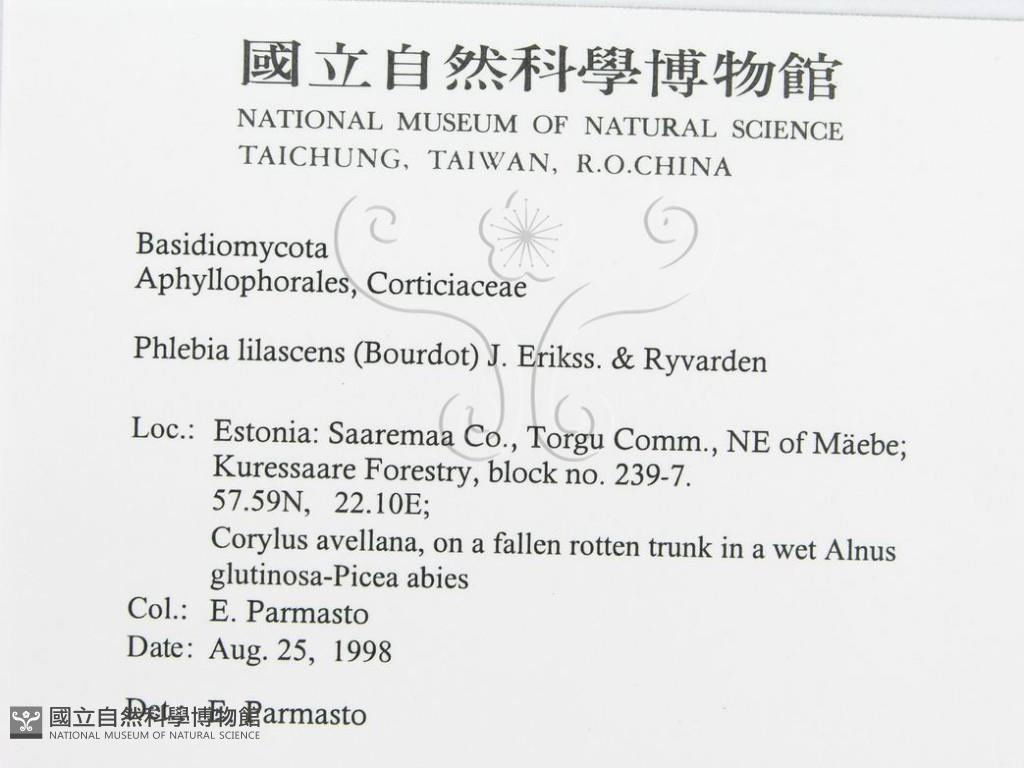 國立自然科學博物館
NATIONAL MUSEUM OF NATURAL SCIENCE
TAICHUNG, TAIWAN, R.O.CHINA
Basidiomycota
Aphyllophorales, Corticiaceae
Phlebia lilascens (Bourdot) J. Erikss. & Ryvarden
Loc.: Estonia: Saaremaa Co., Torgu Comm., NE of Mäebe;
Kuressaare Forestry, block no. 239-7.
57.59N, 22.10E;
Corylus avellana, on a fallen rotten trunk in a wet Alnus
glutinosa-Picea abies
Col.: E. Parmasto
Date: Aug. 25, 1998
Det.: E. Parmasto
國立自然科學博物館
NATIONAL MUSEUM OF NATURAL SCIENCE